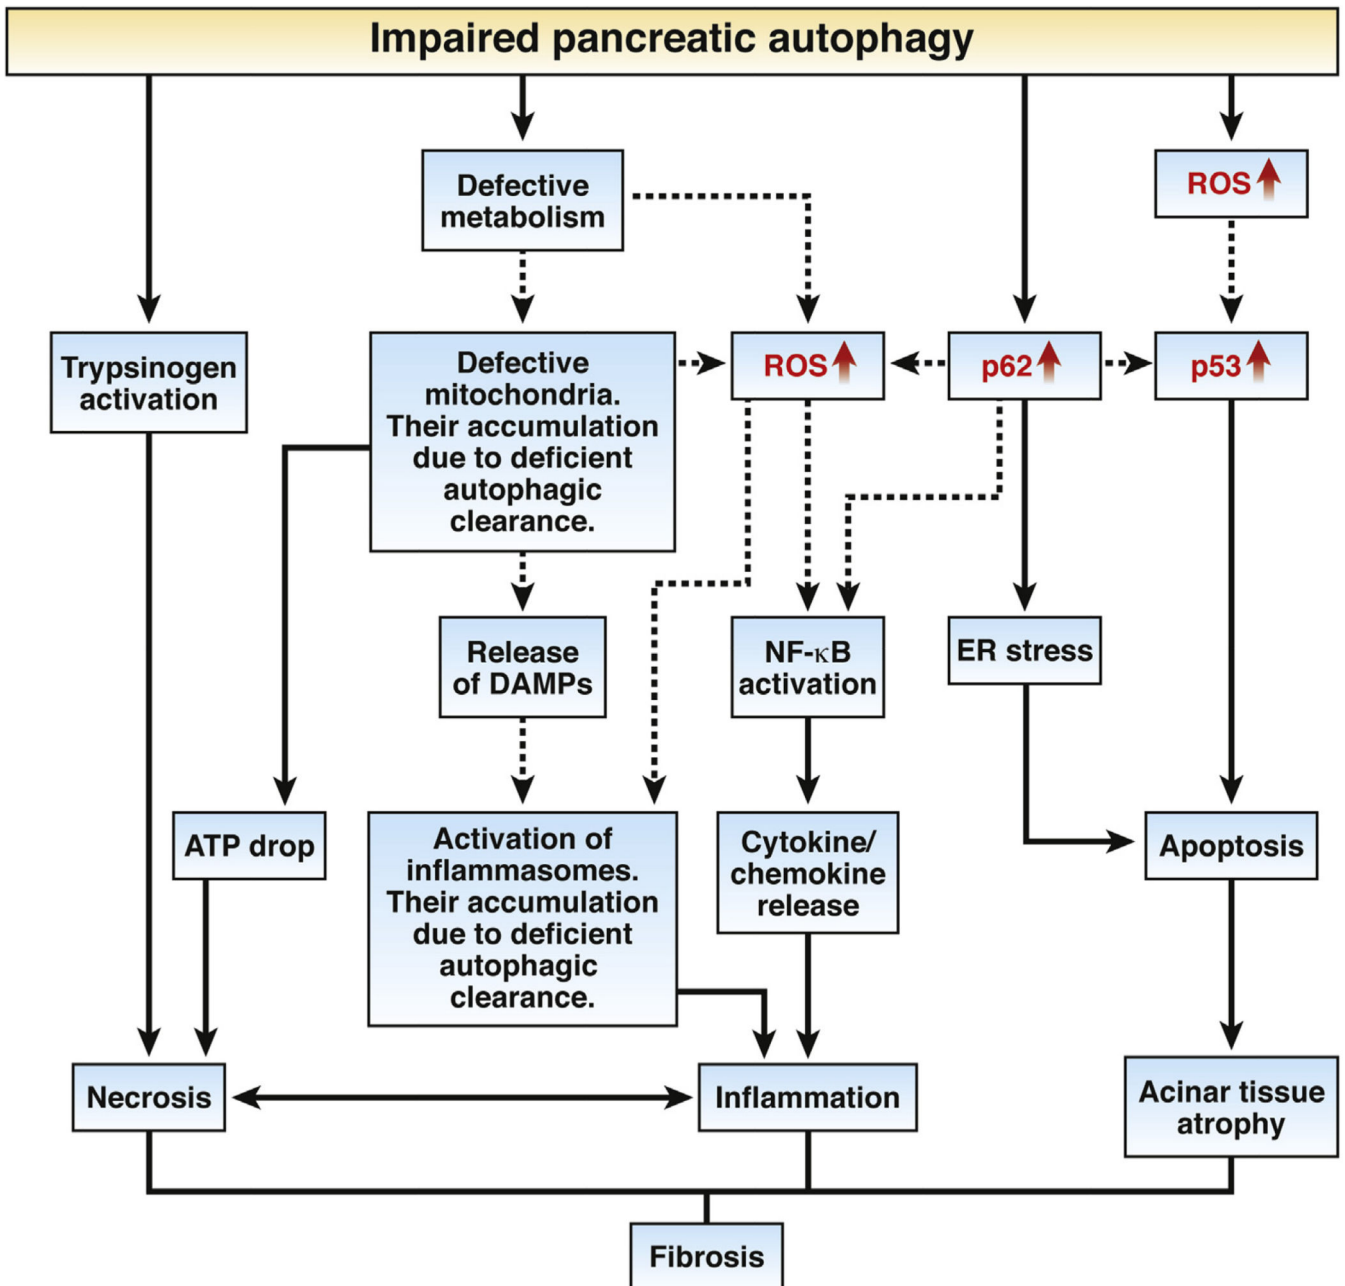 Impaired pancreatic autophagy
Defective
metabolism
ROS
Trypsinogen
activation
Defective
mitochondria.
Their accumulation
due to deficient
autophagic
clearance.
ROS
p62
p53
Release
of DAMPs
NF-κB
activation
ER stress
ATP drop
Activation of
inflammasomes.
Their accumulation
due to deficient
autophagic
clearance.
Cytokine/
chemokine
release
Apoptosis
Necrosis
Inflammation
Acinar tissue
atrophy
Fibrosis